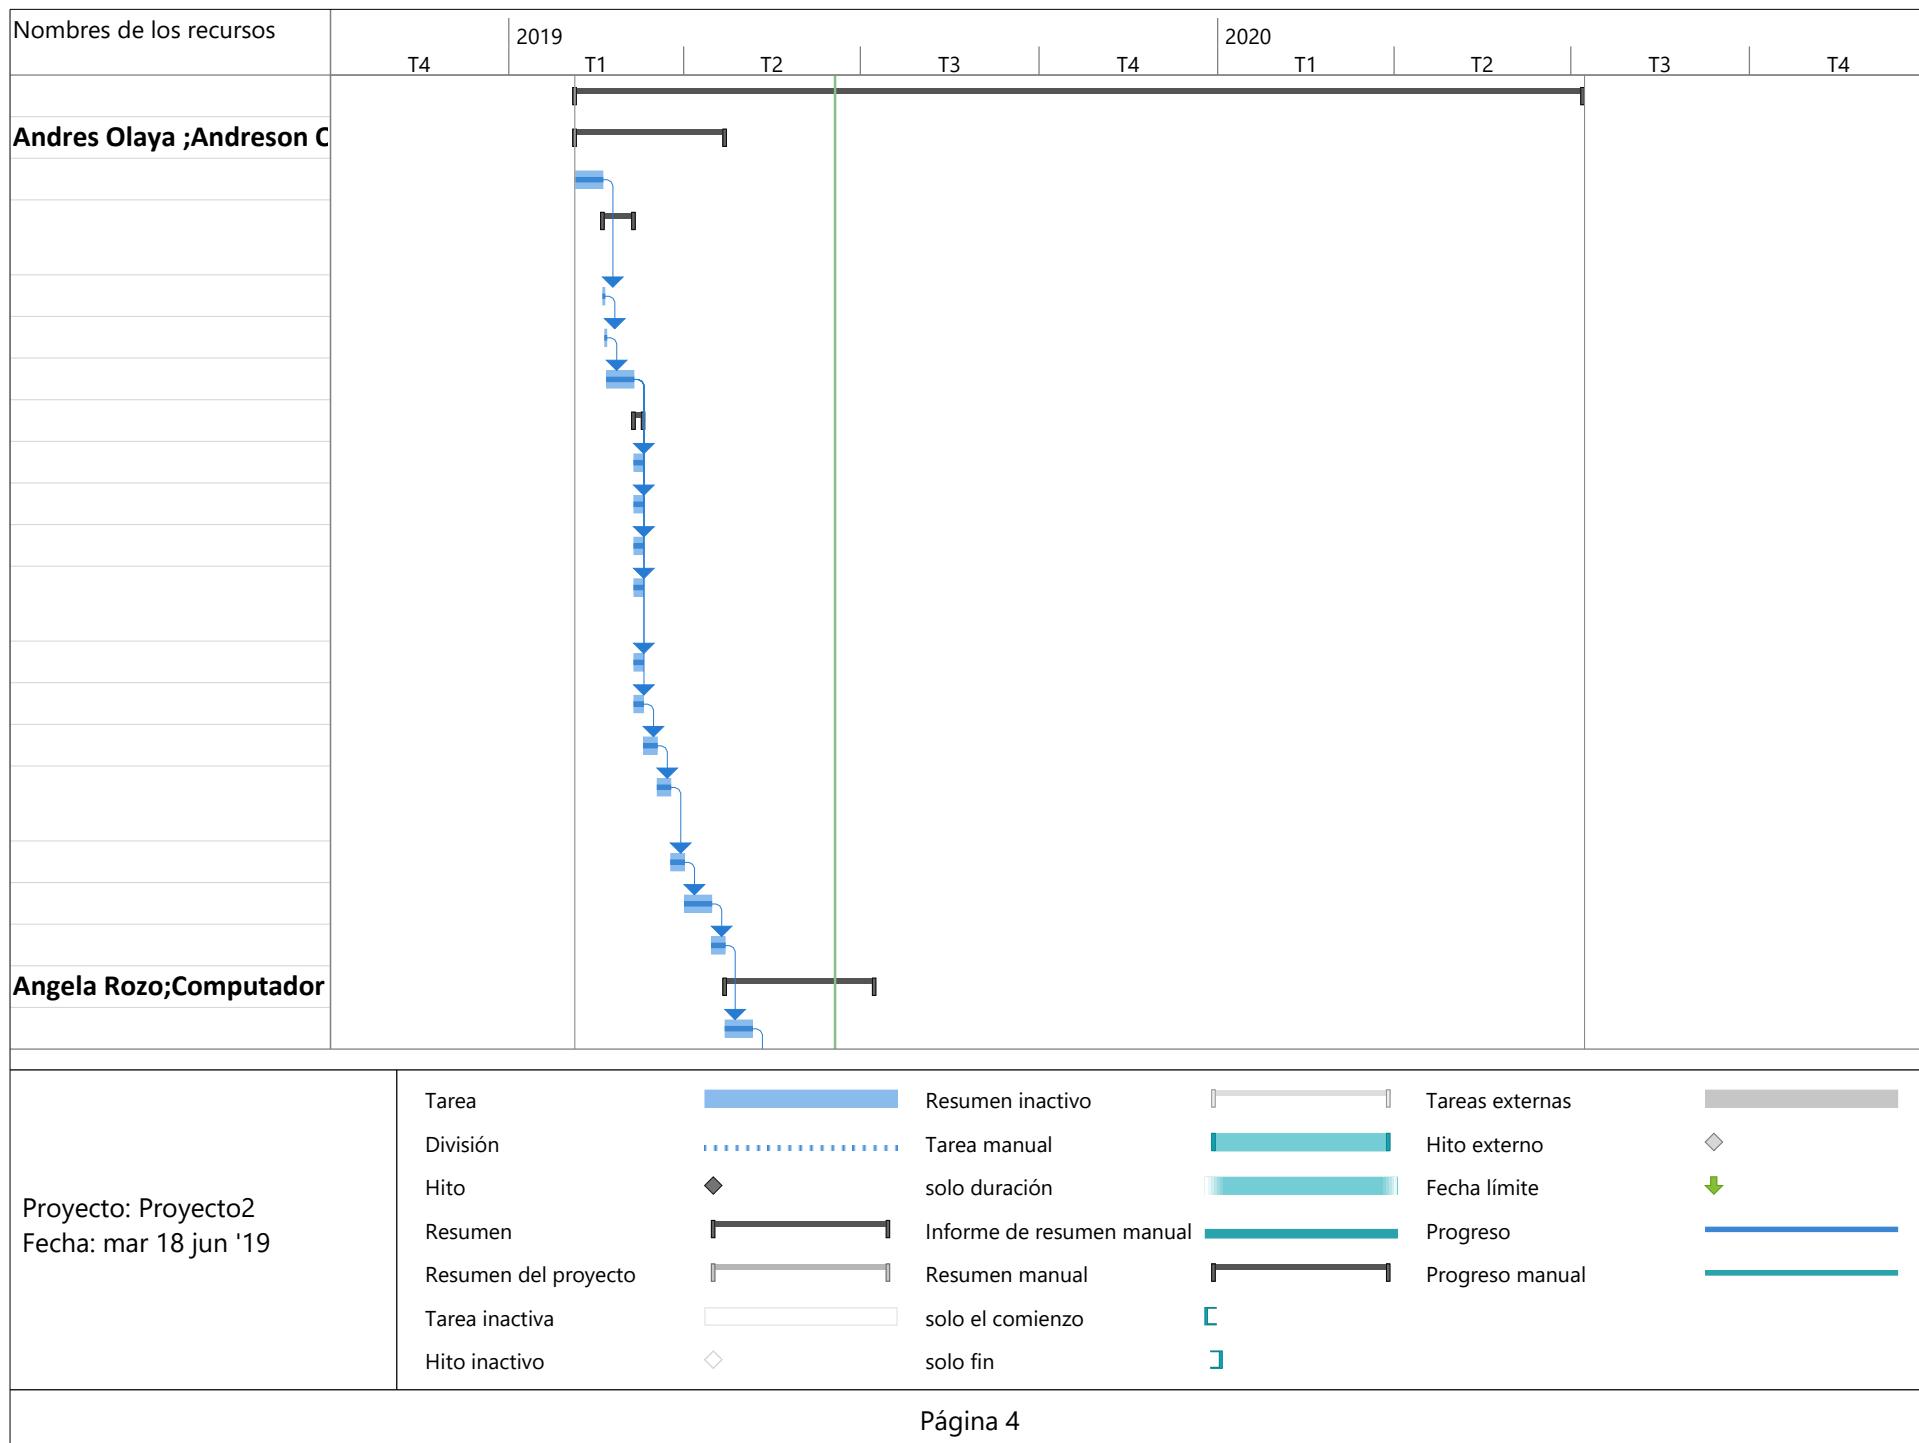 Nombres de los recursos
2019
2020
T4
T1
T2
T3
T4
T1
T2
T3
T4
Andres Olaya ;Andreson C
Angela Rozo;Computador
Proyecto: Proyecto2
Fecha: mar 18 jun '19
Tarea
División
Hito
Resumen
Resumen del proyecto
Tarea inactiva
Hito inactivo
Resumen inactivo
Tarea manual
solo duración
Informe de resumen manual
Resumen manual
solo el comienzo
solo fin
Tareas externas
Hito externo
Fecha límite
Progreso
Progreso manual
Página 4